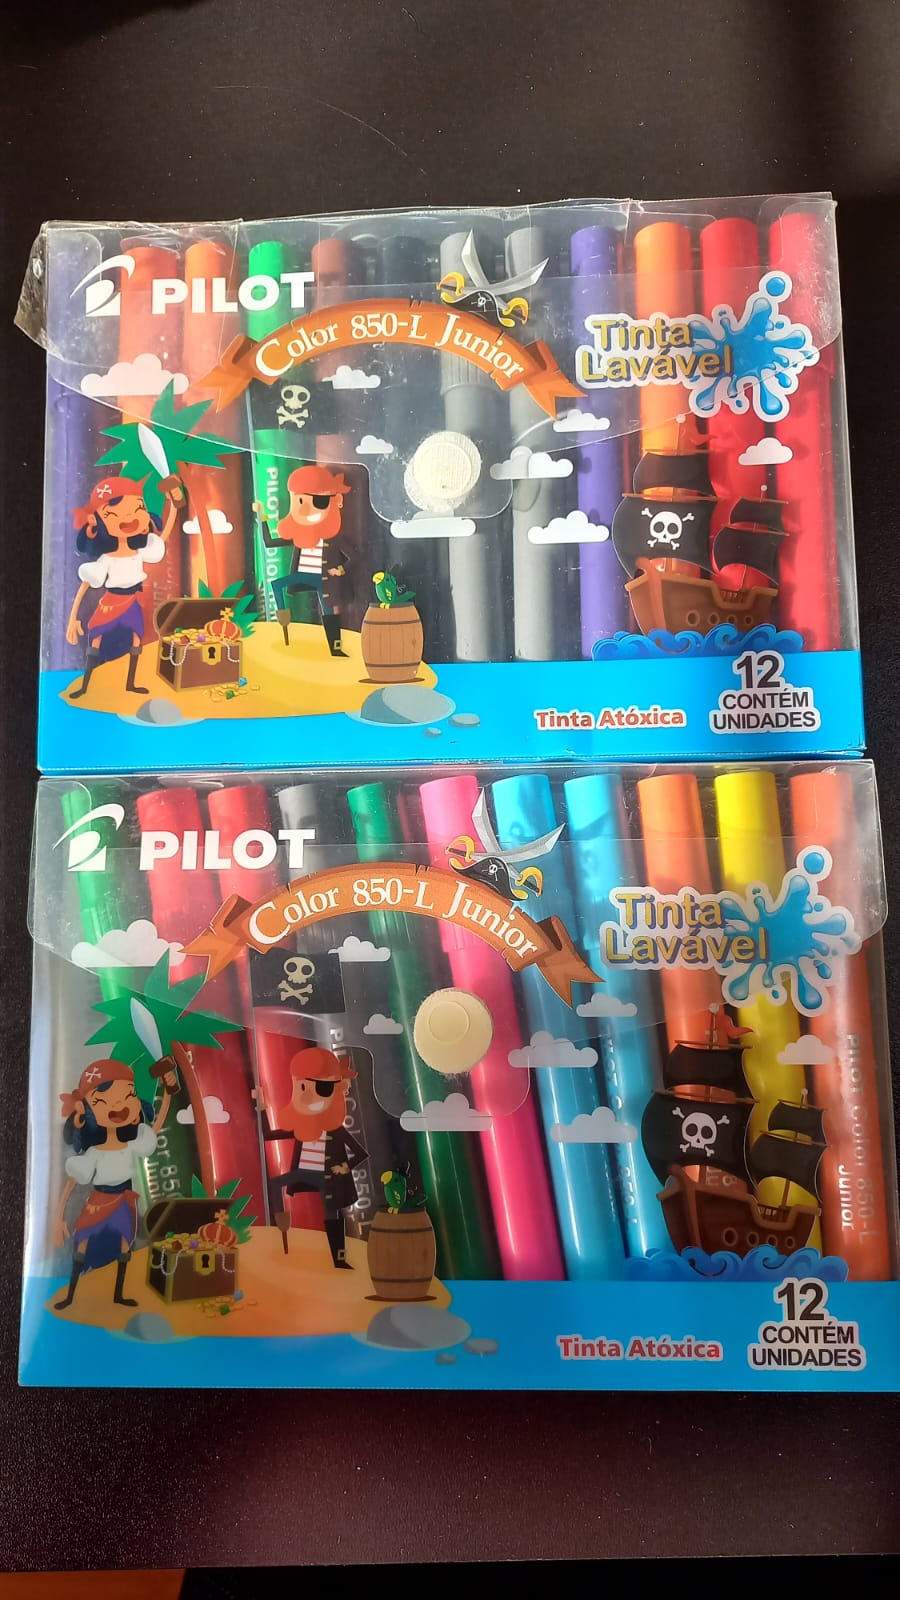 PILOT
Color 850-L Junior
Tinta
Lavável
PILOT
12
CONTÉM
UNIDADES
Tinta Atóxica
PILOT
Color 850-L Junior
Tinta
Lavável
PILOT Color 850-L
Junior
12
CONTÉM
UNIDADES
Tinta Atóxica